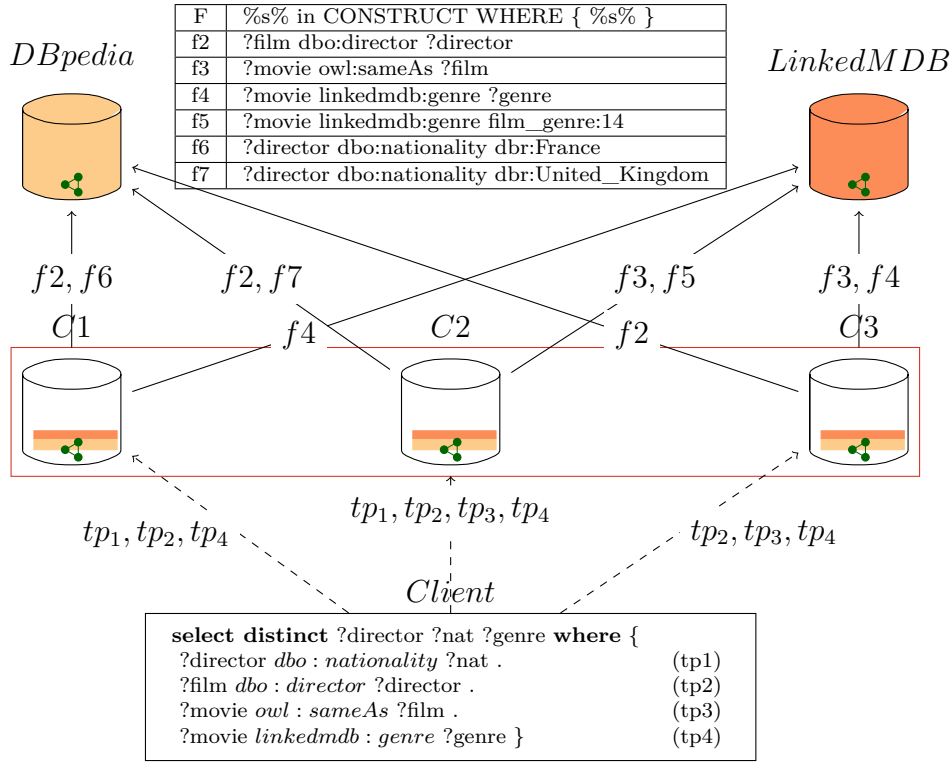 F %s% in CONSTRUCT WHERE { %s% }
f2 ?film dbo:director ?director
f3 ?movie owl:sameAs ?film
f4 ?movie linkedmdb:genre ?genre
f5 ?movie linkedmdb:genre film_genre:14
f6 ?director dbo:nationality dbr:France
f7 ?director dbo:nationality dbr:United_Kingdom
DBpedia
LinkedMDB
f2, f6
f2, f7
f3, f5
f3, f4
C1
C2
C3
f4
f2
tp1, tp2, tp4
tp1, tp2, tp3, tp4
tp2, tp3, tp4
Client
select distinct ?director ?nat ?genre where {
?director dbo : nationality ?nat . (tp1)
?film dbo : director ?director . (tp2)
?movie owl : sameAs ?film . (tp3)
?movie linkedmdb : genre ?genre } (tp4)